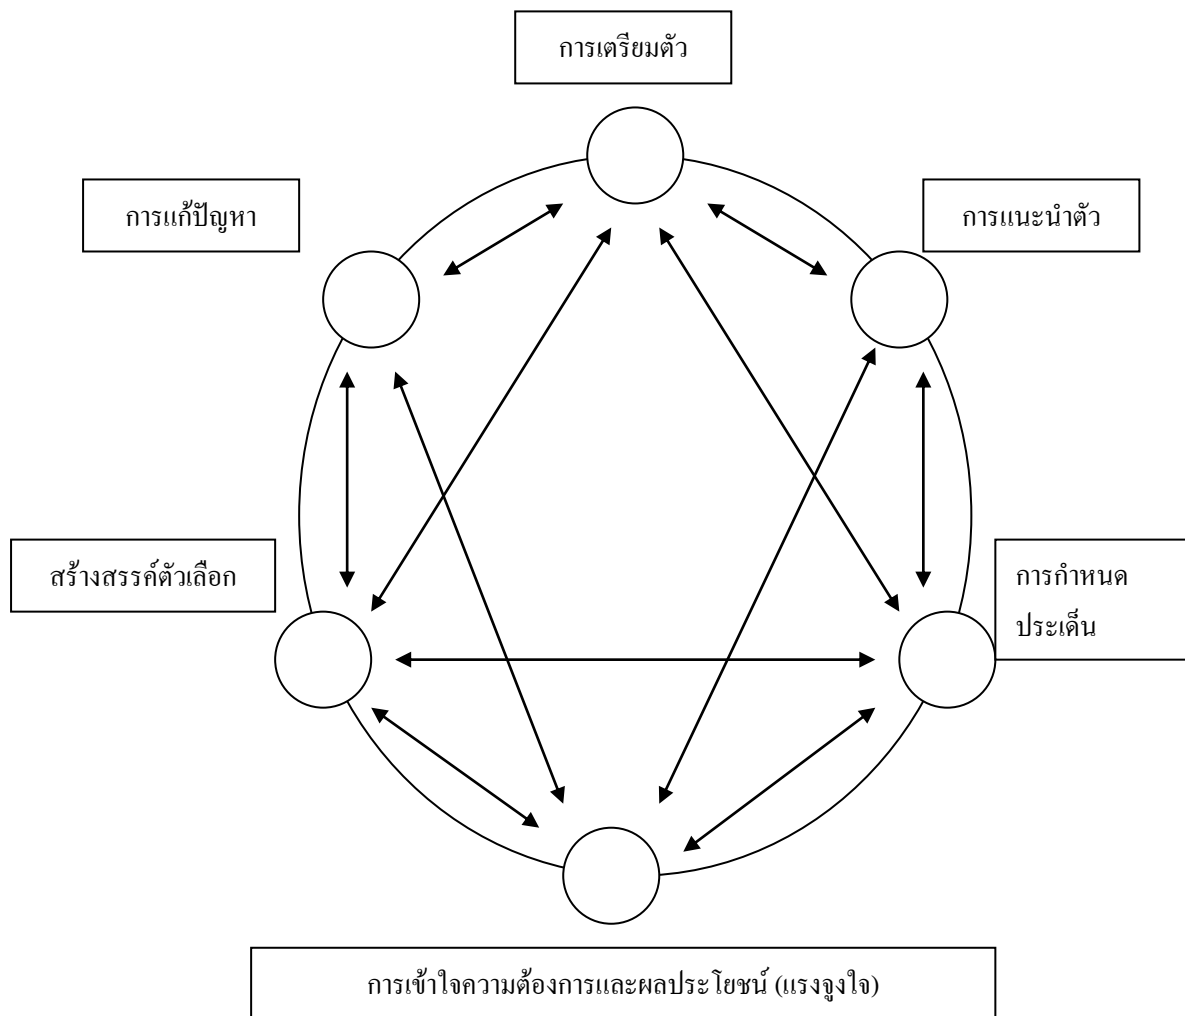 การเตรียมตัว
การแก้ปัญหา
การแนะนำตัว
สร้างสรรค์ตัวเลือก
การกำหนด
ประเด็น
การเข้าใจความต้องการและผลประโยชน์ (แรงจูงใจ)